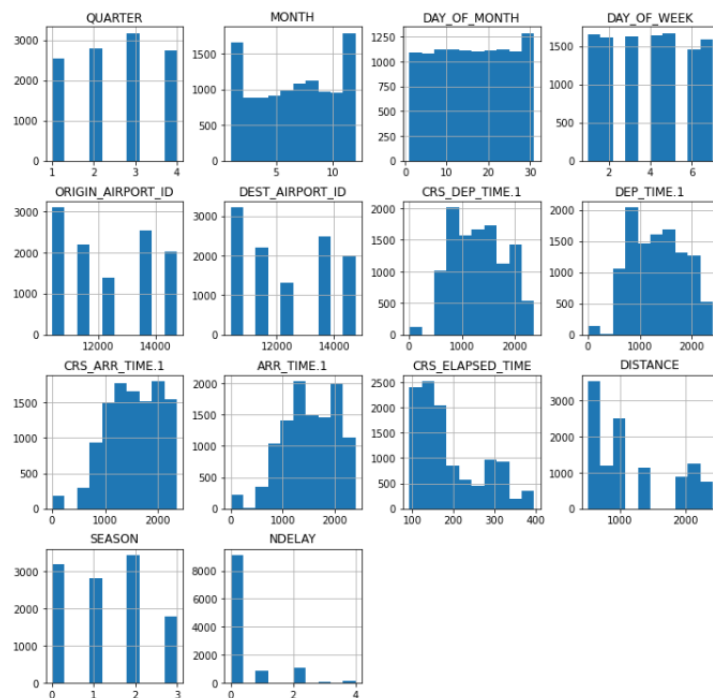 QUARTER MONTH DAY_OF_MONTH DAY_OF_WEEK
3000 2000 1000 0
1 2 3 4
1500 1000 500 0
5 10
1250 1000 750 500 250 0
0 10 20 30
1500 1000 500 0
2 4 6
ORIGIN_AIRPORT_ID DEST_AIRPORT_ID CRS_DEP_TIME.1 DEP_TIME.1
3000 2000 1000 0
12000 14000
3000 2000 1000 0
12000 14000
2000 1500 1000 500 0
0 1000 2000
2000 1500 1000 500 0
0 1000 2000
CRS_ARR_TIME.1 ARR_TIME.1 CRS_ELAPSED_TIME DISTANCE
1500 1000 500 0
0 1000 2000
2000 1500 1000 500 0
0 1000 2000
2500 2000 1500 1000 500 0
100 200 300 400
3000 2000 1000 0
1000 2000
SEASON NDELAY
3000 2000 1000 0
0 1 2 3
8000 6000 4000 2000 0
0 2 4